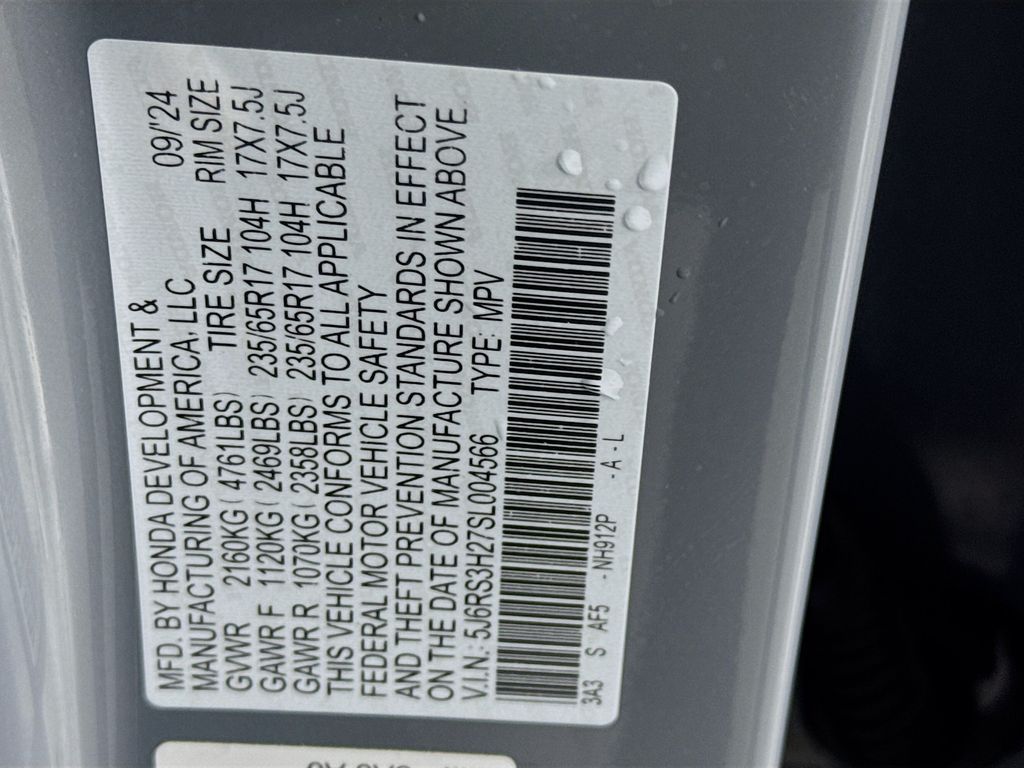 MFD. BY HONDA DEVELOPMENT & 09/'24
MANUFACTURING OF AMERICA, LLC TIRE SIZE RIM SIZE
GVWR 2160KG ( 4761LBS)
GAWR F 1120KG ( 2469LBS) 235/65R17 104H 17X7.5J
GAWR R 1070KG ( 2358LBS) 235/65R17 104H 17X7.5J
THIS VEHICLE CONFORMS TO ALL APPLICABLE
FEDERAL MOTOR VEHICLE SAFETY
AND THEFT PREVENTION STANDARDS IN EFFECT
ON THE DATE OF MANUFACTURE SHOWN ABOVE
V.I.N.: 5J6RS3H27SL004566 TYPE: MPV
3A3 S AF5 -NH912P -A-L